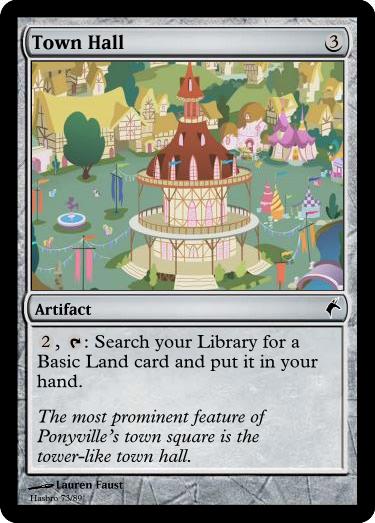 Town Hall 3
Artifact
2 , : Search your Library for a
Basic Land card and put it in your
hand.
The most prominent feature of
Ponyville's town square is the
tower-like town hall.
Lauren Faust
Hasbro 73/89